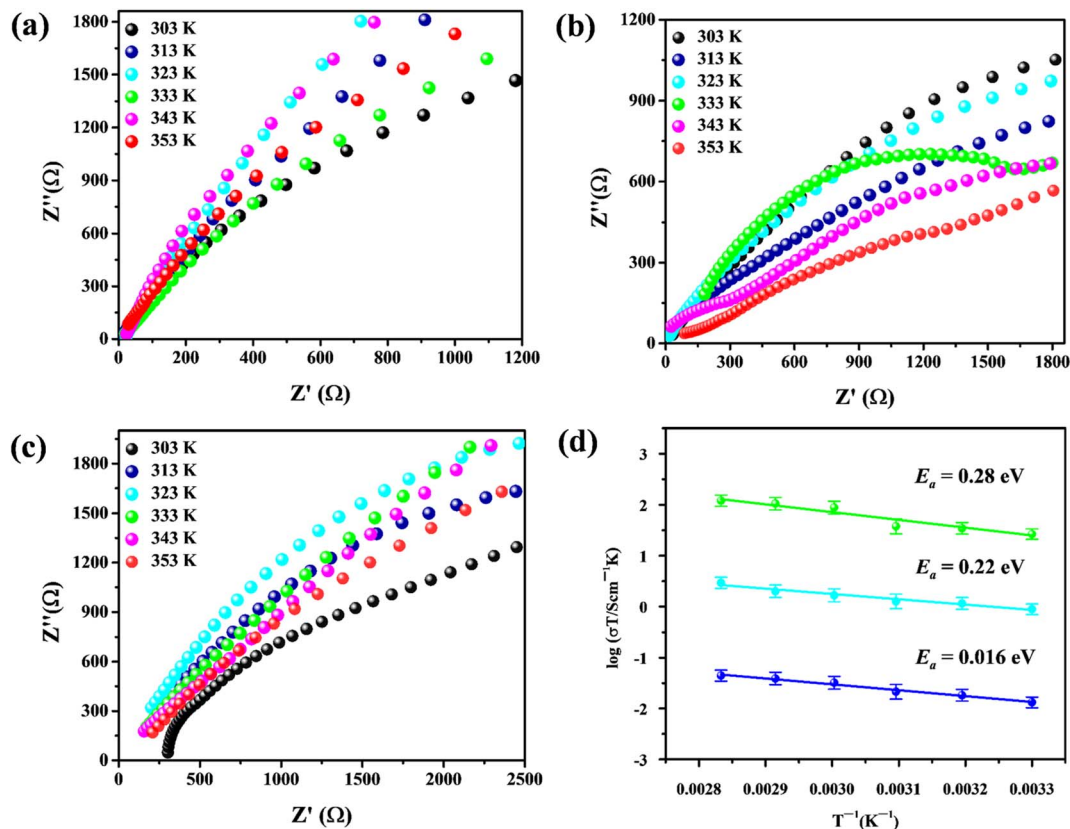 (a)
303 K
313 K
323 K
333 K
343 K
353 K
1800
1500
1200
900
600
300
0
0 200 400 600 800 1000 1200
Z''(Ω)
Z' (Ω)
(b)
303 K
313 K
323 K
333 K
343 K
353 K
1200
900
600
300
0
0 300 600 900 1200 1500 1800
Z''(Ω)
Z' (Ω)
(c)
303 K
313 K
323 K
333 K
343 K
353 K
1800
1500
1200
900
600
300
0
0 500 1000 1500 2000 2500
Z''(Ω)
Z' (Ω)
(d)
Ea = 0.28 eV
Ea = 0.22 eV
Ea = 0.016 eV
3
2
1
0
-1
-2
-3
0.0028 0.0029 0.0030 0.0031 0.0032 0.0033
log (σT/Scm⁻¹K)
T⁻¹(K⁻¹)